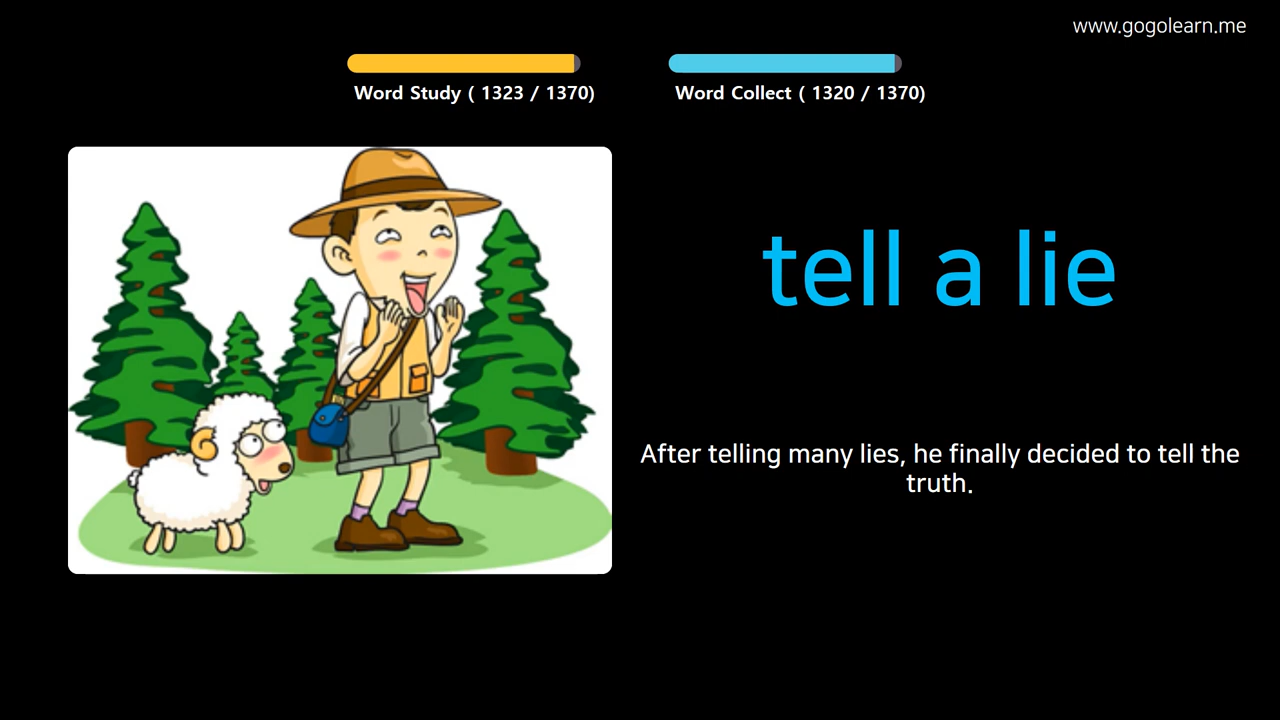 www.gogolearn.me
Word Study ( 1323 / 1370)
Word Collect ( 1320 / 1370)
tell a lie
After telling many lies, he finally decided to tell the
truth.